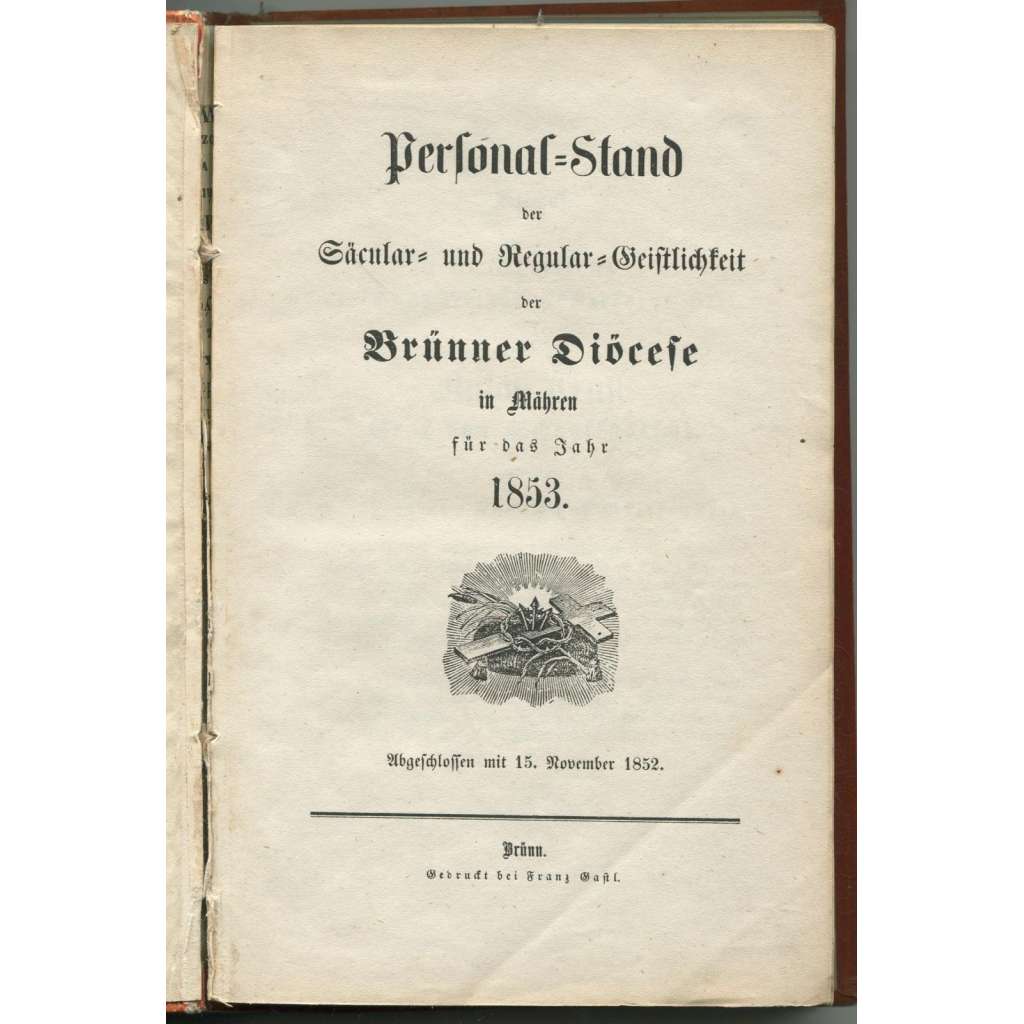 Personal=Stand
der
Säcular= und Regular=Geistlichkeit
der
Brünner Diöcese
in Mähren
für das Jahr
1853.
Abgeschlossen mit 15. November 1852.
Brünn.
Gedruckt bei Franz Gastl.